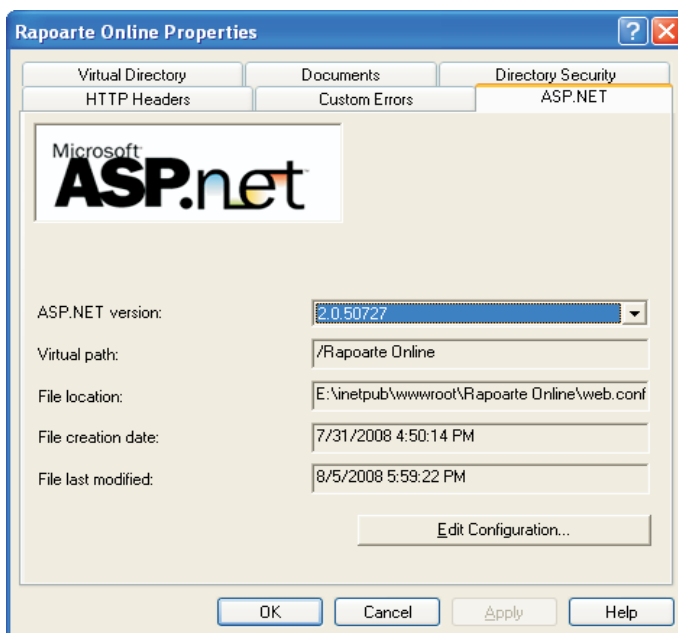 Rapoarte Online Properties
Virtual Directory Documents Directory Security
HTTP Headers Custom Errors ASP.NET
Microsoft
ASP.net
ASP.NET version: 2.0.50727
Virtual path: /Rapoarte Online
File location: E:\inetpub\wwwroot\Rapoarte Online\web.conf
File creation date: 7/31/2008 4:50:14 PM
File last modified: 8/5/2008 5:59:22 PM
Edit Configuration...
OK Cancel Apply Help